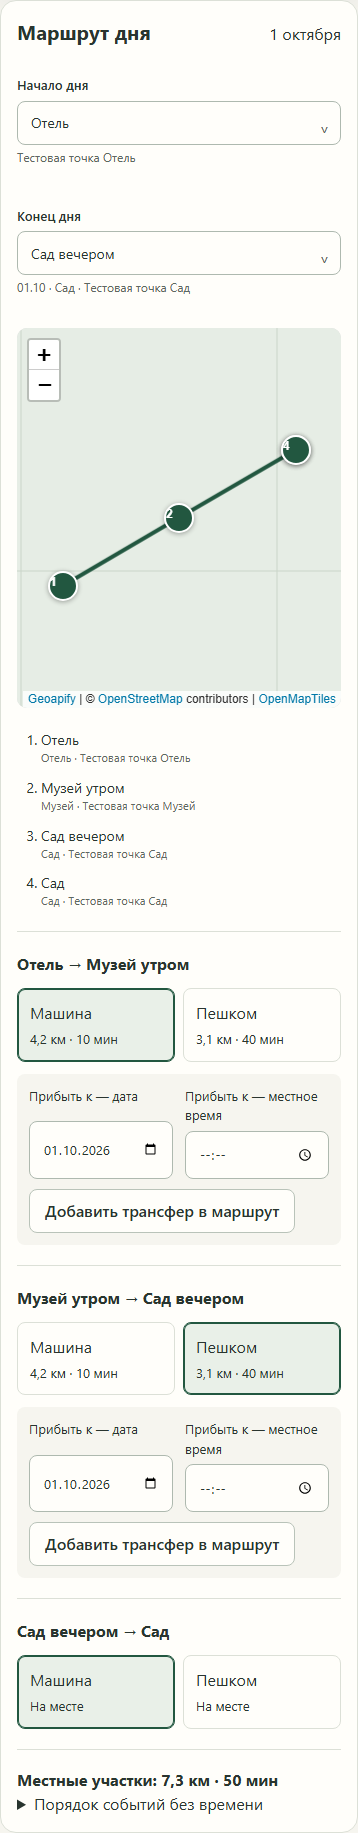 Маршрут дня
1 октября
Начало дня
Отель
Тестовая точка Отель
Конец дня
Сад вечером
01.10 · Сад · Тестовая точка Сад
+
−
4
2
1
Geoapify | © OpenStreetMap contributors | OpenMapTiles
1. Отель
Отель · Тестовая точка Отель
2. Музей утром
Музей · Тестовая точка Музей
3. Сад вечером
Сад · Тестовая точка Сад
4. Сад
Сад · Тестовая точка Сад
Отель → Музей утром
Машина
4,2 км · 10 мин
Пешком
3,1 км · 40 мин
Прибыть к — дата
01.10.2026
Прибыть к — местное
время
--:--
Добавить трансфер в маршрут
Музей утром → Сад вечером
Машина
4,2 км · 10 мин
Пешком
3,1 км · 40 мин
Прибыть к — дата
01.10.2026
Прибыть к — местное
время
--:--
Добавить трансфер в маршрут
Сад вечером → Сад
Машина
На месте
Пешком
На месте
Местные участки: 7,3 км · 50 мин
Порядок событий без времени